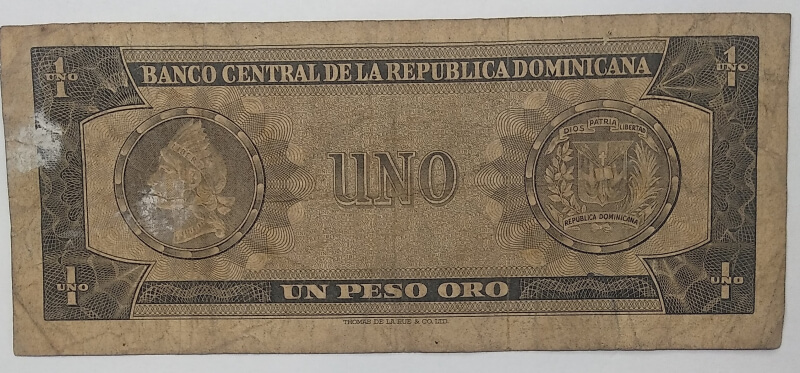 1 UNO
1 UNO
BANCO CENTRAL DE LA REPUBLICA DOMINICANA
DIOS PATRIA LIBERTAD
UNO
REPUBLICA DOMINICANA
1 UNO
1 UNO
UN PESO ORO
THOMAS DE LA RUE & CO. LTD.